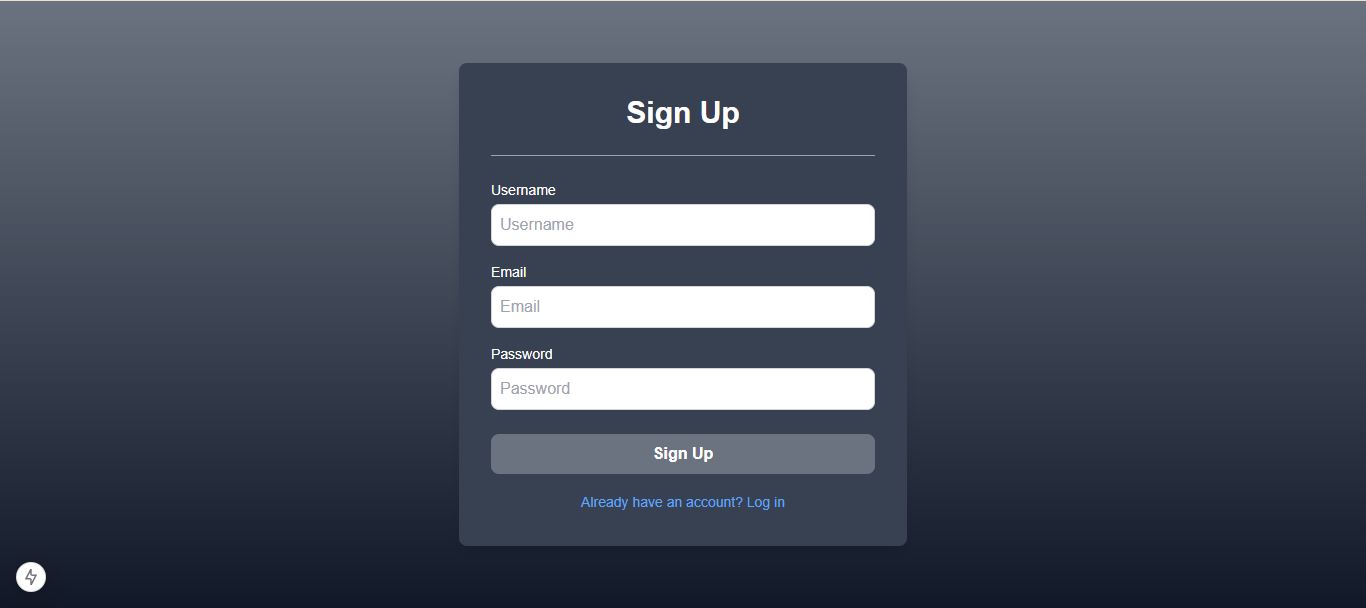 Sign Up
Username
Username
Email
Email
Password
Password
Sign Up
Already have an account? Log in